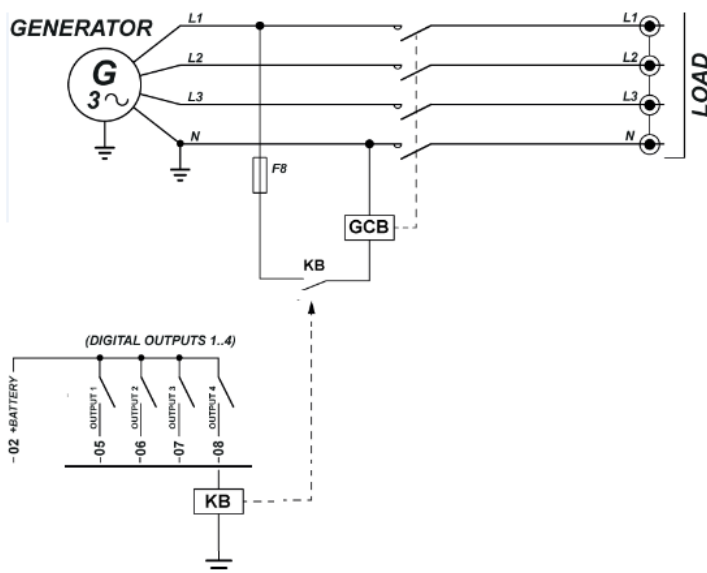 GENERATOR
L1
L1
G
3
L2
L2
L3
L3
N
N
LOAD
F8
GCB
KB
(DIGITAL OUTPUTS 1..4)
02 +BATTERY
OUTPUT 1
OUTPUT 2
OUTPUT 3
OUTPUT 4
05
06
07
08
KB